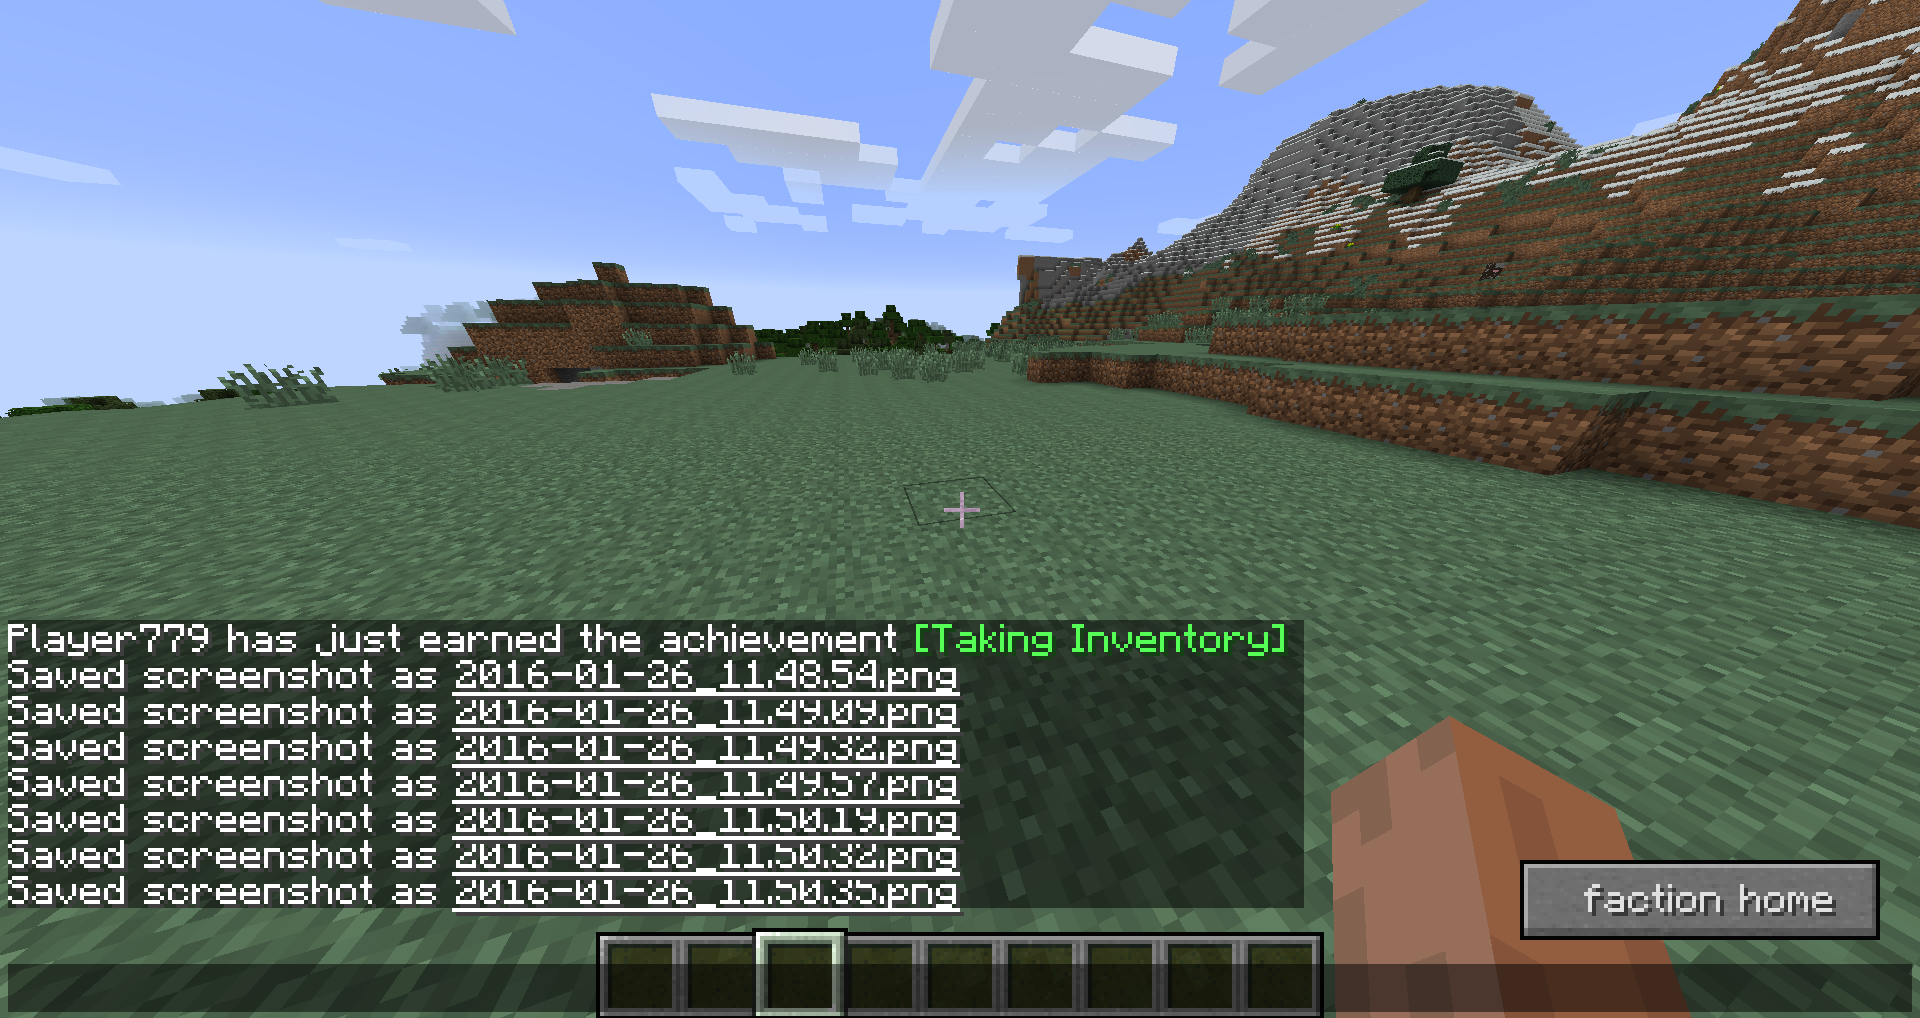 Player779 has just earned the achievement [Taking Inventory]
Saved screenshot as 2016-01-26_11.48.54.png
Saved screenshot as 2016-01-26_11.49.09.png
Saved screenshot as 2016-01-26_11.49.32.png
Saved screenshot as 2016-01-26_11.49.57.png
Saved screenshot as 2016-01-26_11.50.19.png
Saved screenshot as 2016-01-26_11.50.32.png
Saved screenshot as 2016-01-26_11.50.35.png
faction home